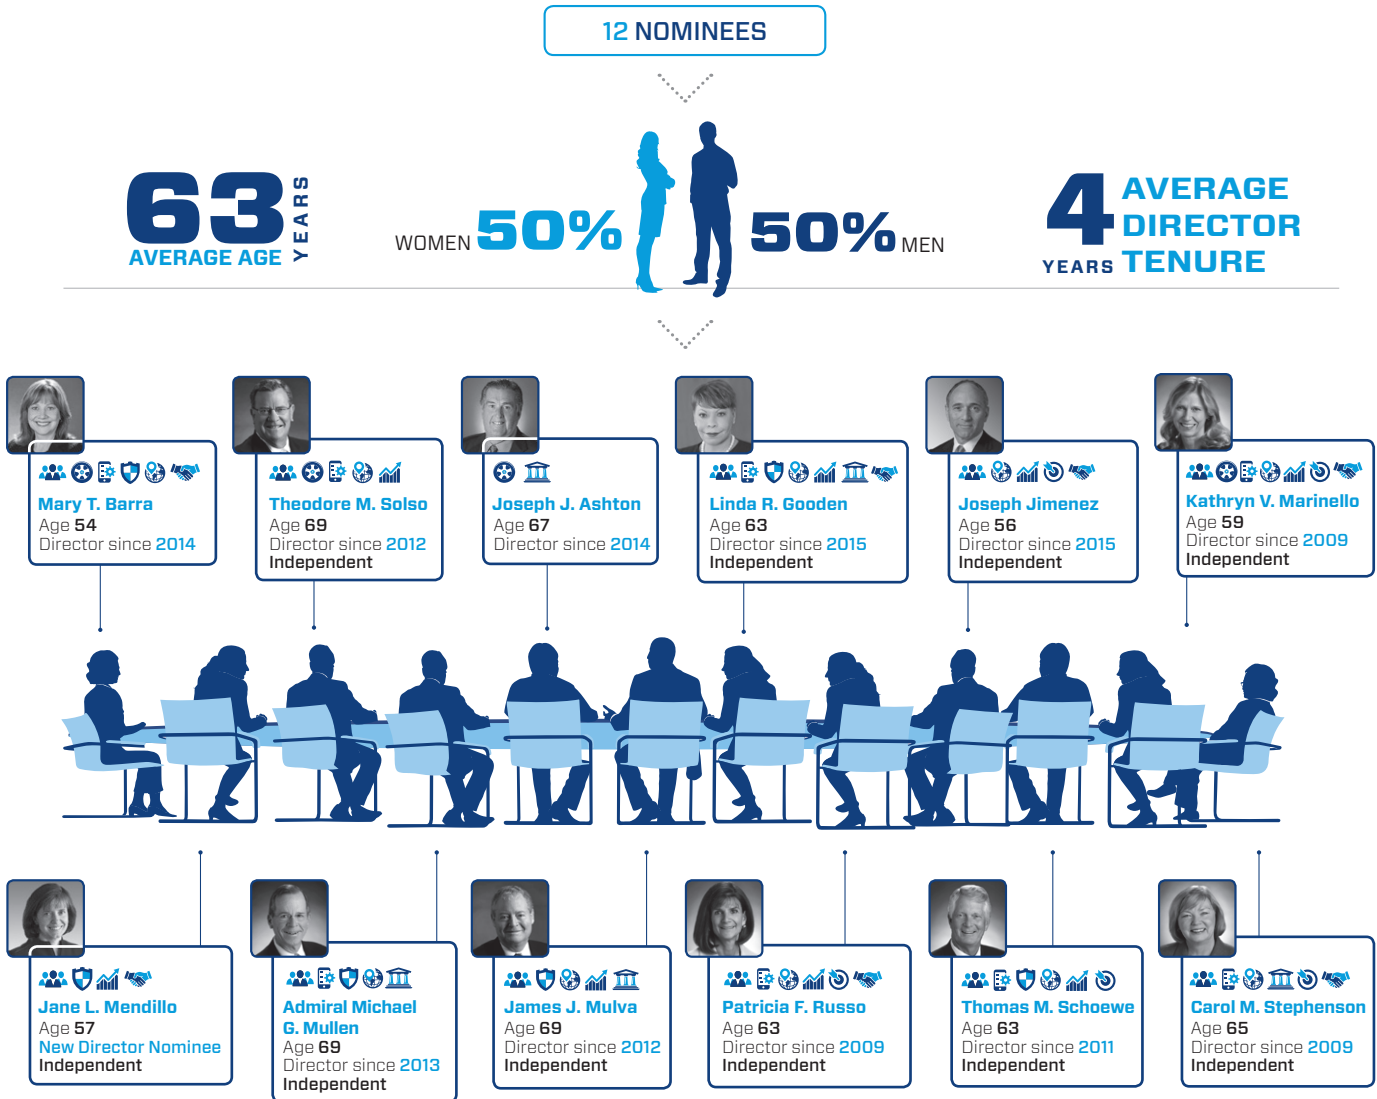 12 NOMINEES
63 YEARS
AVERAGE AGE
WOMEN 50%
50% MEN
4 YEARS
AVERAGE
DIRECTOR
TENURE
Mary T. Barra
Age 54
Director since 2014
Theodore M. Solso
Age 69
Director since 2012
Independent
Joseph J. Ashton
Age 67
Director since 2014
Linda R. Gooden
Age 63
Director since 2015
Independent
Joseph Jimenez
Age 56
Director since 2015
Independent
Kathryn V. Marinello
Age 59
Director since 2009
Independent
Jane L. Mendillo
Age 57
New Director Nominee
Independent
Admiral Michael
G. Mullen
Age 69
Director since 2013
Independent
James J. Mulva
Age 69
Director since 2012
Independent
Patricia F. Russo
Age 63
Director since 2009
Independent
Thomas M. Schoewe
Age 63
Director since 2011
Independent
Carol M. Stephenson
Age 65
Director since 2009
Independent